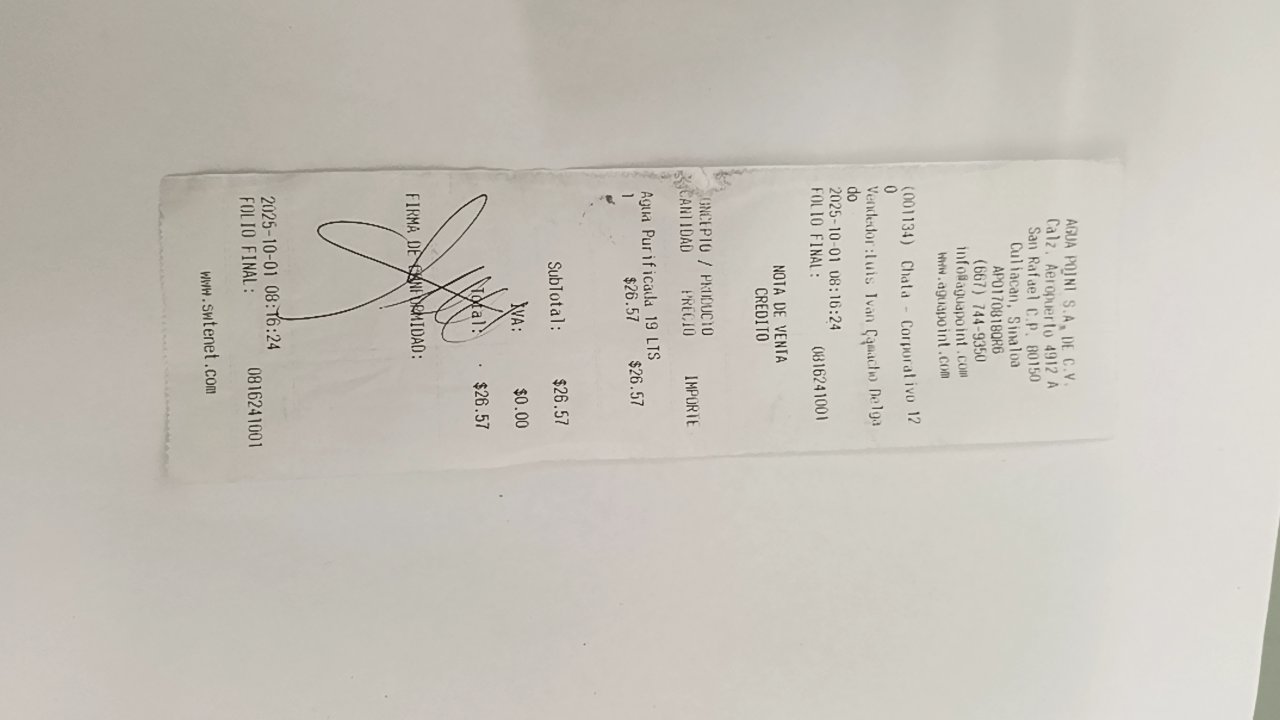 AGUA POINT S.A. DE C.V.
Calz. Aeropuerto 4912 A
San Rafael C.P. 80150
Culiacan, Sinaloa
APO170818QR6
(667) 744-9350
info@aguapoint.com
www.aguapoint.com
(001134) Chata - Corporativo 12
0
Vendedor:Luis Ivan Camacho Delga
do
2025-10-01 08:16:24
FOLIO FINAL: 0816241001
NOTA DE VENTA
CREDITO
ONCEPTO / PRODUCTO
CANTIDAD PRECIO IMPORTE
Agua Purificada 19 LTS
1 $26.57 $26.57
SubTotal: $26.57
IVA: $0.00
Total: $26.57
FIRMA DE CONFORMIDAD:
2025-10-01 08:16:24
FOLIO FINAL: 0816241001
www.swtenet.com